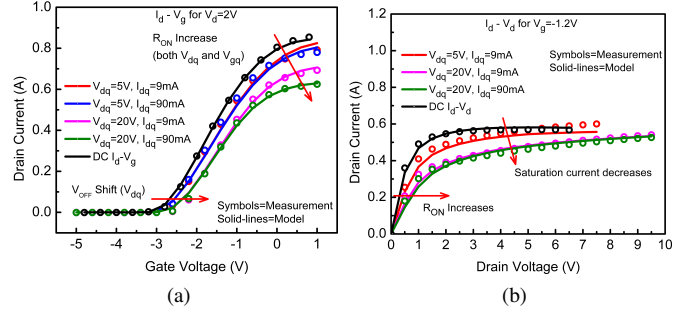 I_d - V_g for V_d=2V
R_ON Increase
(both V_dq and V_gq)
V_dq=5V, I_dq=9mA
V_dq=5V, I_dq=90mA
V_dq=20V, I_dq=9mA
V_dq=20V, I_dq=90mA
DC I_d-V_g
V_OFF Shift (V_dq)
Symbols=Measurement
Solid-lines=Model
Drain Current (A)
0.0
0.2
0.4
0.6
0.8
1.0
-5 -4 -3 -2 -1 0 1
Gate Voltage (V)
(a)
I_d - V_d for V_g=-1.2V
V_dq=5V, I_dq=9mA
V_dq=20V, I_dq=9mA
V_dq=20V, I_dq=90mA
DC I_d-V_d
Symbols=Measurement
Solid-lines=Model
Saturation current decreases
R_ON Increases
Drain Current (A)
0.0
0.2
0.4
0.6
0.8
1.0
1.2
0 1 2 3 4 5 6 7 8 9 10
Drain Voltage (V)
(b)